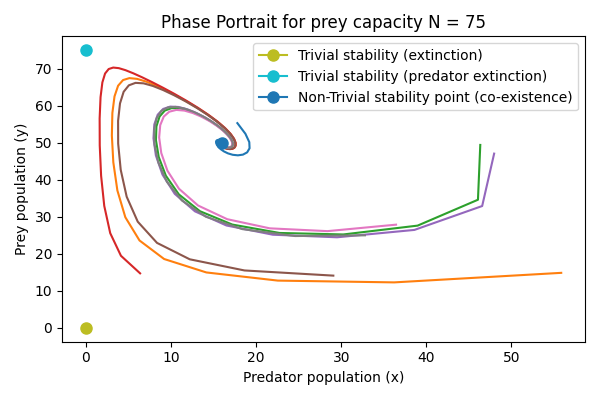 Phase Portrait for prey capacity N = 75
Trivial stability (extinction)
Trivial stability (predator extinction)
Non-Trivial stability point (co-existence)
Prey population (y)
70
60
50
40
30
20
10
0
0 10 20 30 40 50
Predator population (x)